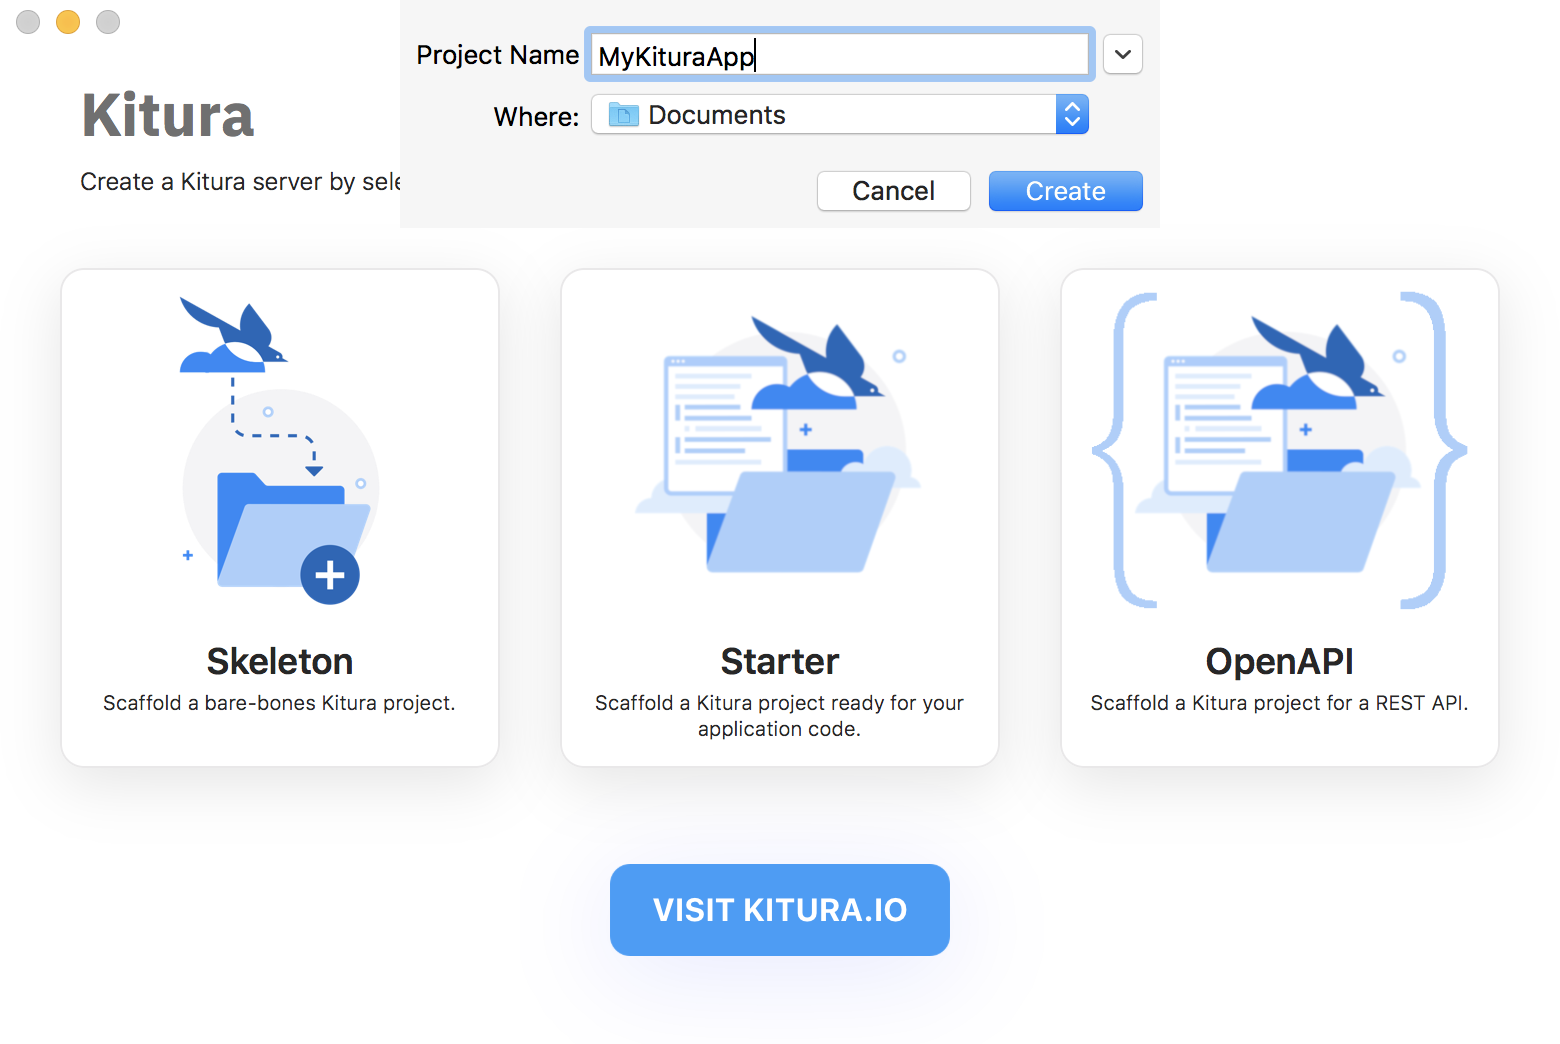 Project Name MyKituraApp
Where: Documents
Cancel Create
Kitura
Create a Kitura server by sele
Skeleton
Scaffold a bare-bones Kitura project.
Starter
Scaffold a Kitura project ready for your
application code.
OpenAPI
Scaffold a Kitura project for a REST API.
VISIT KITURA.IO